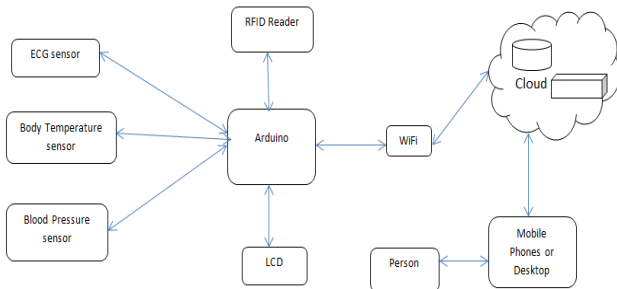 RFID Reader
ECG sensor
Cloud
Body Temperature
sensor
Arduino
WiFi
Blood Pressure
sensor
LCD
Person
Mobile
Phones or
Desktop